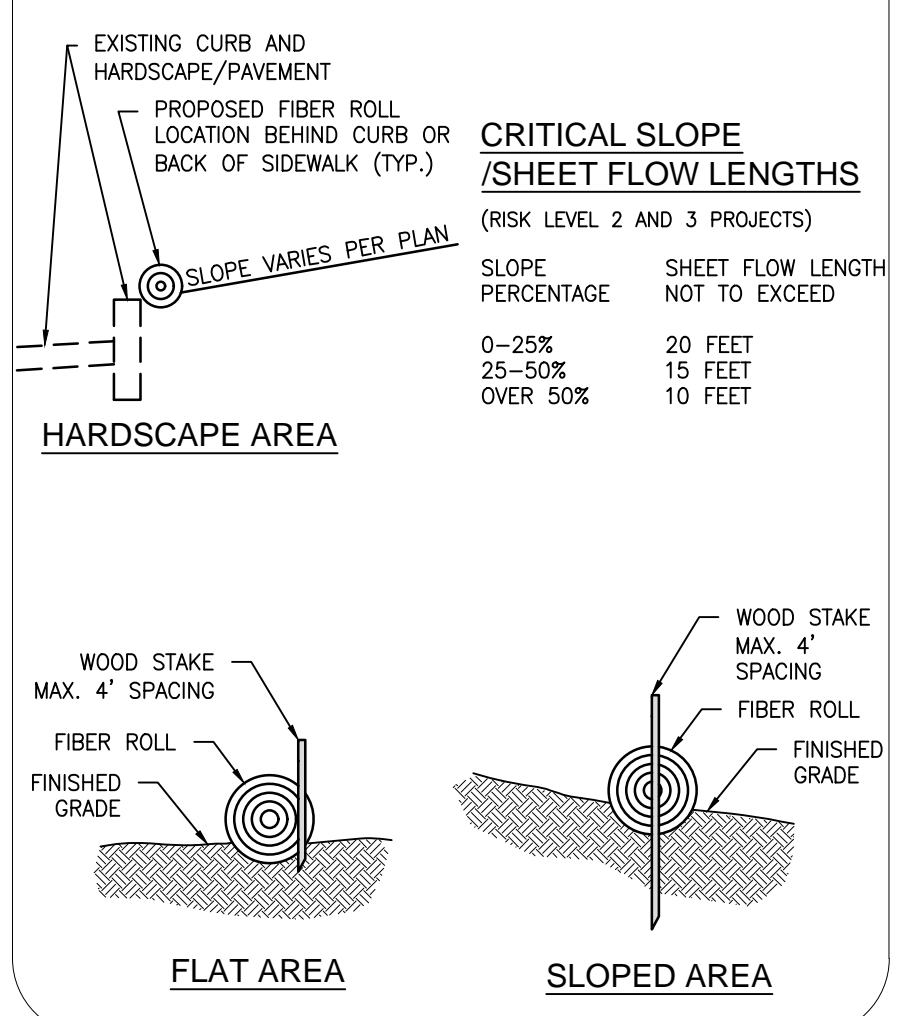 EXISTING CURB AND
HARDSCAPE/PAVEMENT
PROPOSED FIBER ROLL
LOCATION BEHIND CURB OR
BACK OF SIDEWALK (TYP.)
SLOPE VARIES PER PLAN
HARDSCAPE AREA
CRITICAL SLOPE
/SHEET FLOW LENGTHS
(RISK LEVEL 2 AND 3 PROJECTS)
SLOPE SHEET FLOW LENGTH
PERCENTAGE NOT TO EXCEED
0-25% 20 FEET
25-50% 15 FEET
OVER 50% 10 FEET
WOOD STAKE
MAX. 4' SPACING
FIBER ROLL
FINISHED
GRADE
FLAT AREA
WOOD STAKE
MAX. 4'
SPACING
FIBER ROLL
FINISHED
GRADE
SLOPED AREA